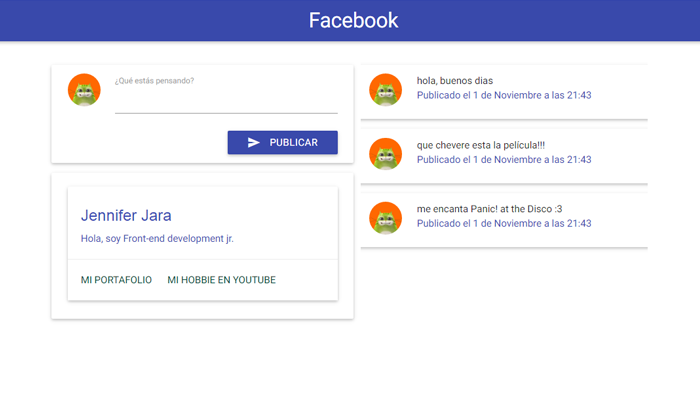 Facebook
¿Qué estás pensando?
PUBLICAR
Jennifer Jara
Hola, soy Front-end development jr.
MI PORTAFOLIO MI HOBBIE EN YOUTUBE
hola, buenos dias
Publicado el 1 de Noviembre a las 21:43
que chevere esta la película!!!
Publicado el 1 de Noviembre a las 21:43
me encanta Panic! at the Disco :3
Publicado el 1 de Noviembre a las 21:43